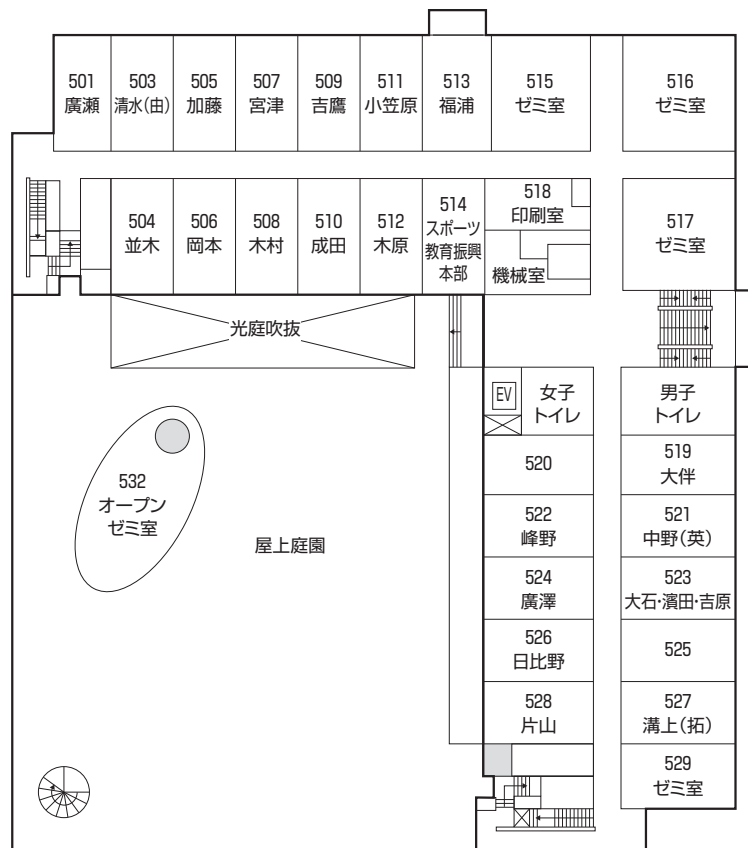 501
廣瀬
503
清水(由)
505
加藤
507
宮津
509
吉鷹
511
小笠原
513
福浦
515
ゼミ室
516
ゼミ室
504
並木
506
岡本
508
木村
510
成田
512
木原
514
スポーツ
教育振興
本部
518
印刷室
機械室
517
ゼミ室
光庭吹抜
EV
女子
トイレ
男子
トイレ
532
オープン
ゼミ室
屋上庭園
520
519
大伴
522
峰野
521
中野(英)
524
廣澤
523
大石・濱田・吉原
526
日比野
525
528
片山
527
溝上(拓)
529
ゼミ室